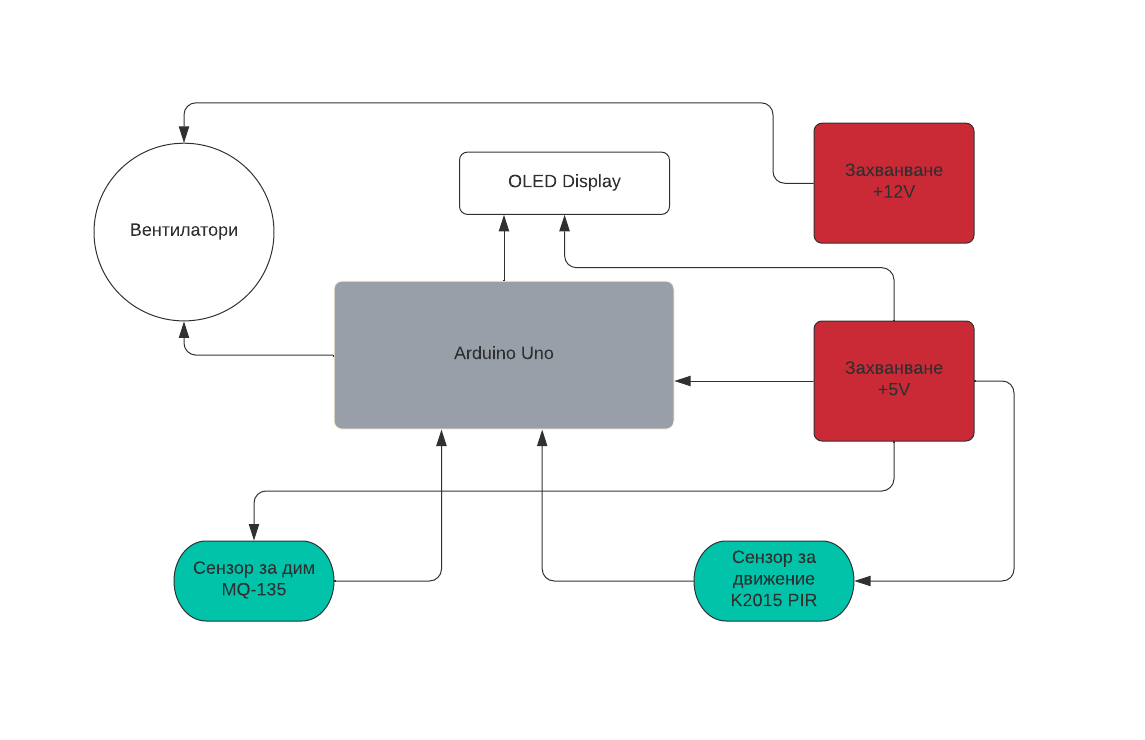 Захванване
+12V
OLED Display
Вентилатори
Arduino Uno
Захванване
+5V
Сензор за дим
MQ-135
Сензор за
движение
K2015 PIR